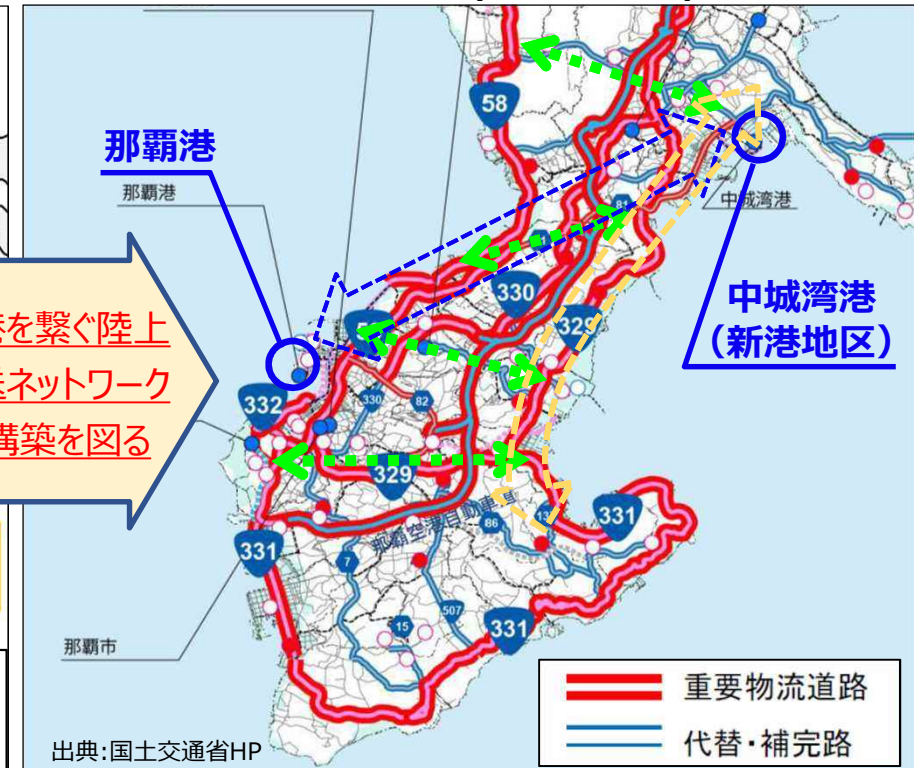 那覇港
那覇港
58
81
中城湾港
中城湾港
(新港地区)
港を繋ぐ陸上
送ネットワーク
構築を図る
330
329
332
330
82
329
那覇空港自動車道
331
86
331
7
507
15
331
那覇市
重要物流道路
代替・補完路
出典:国土交通省HP